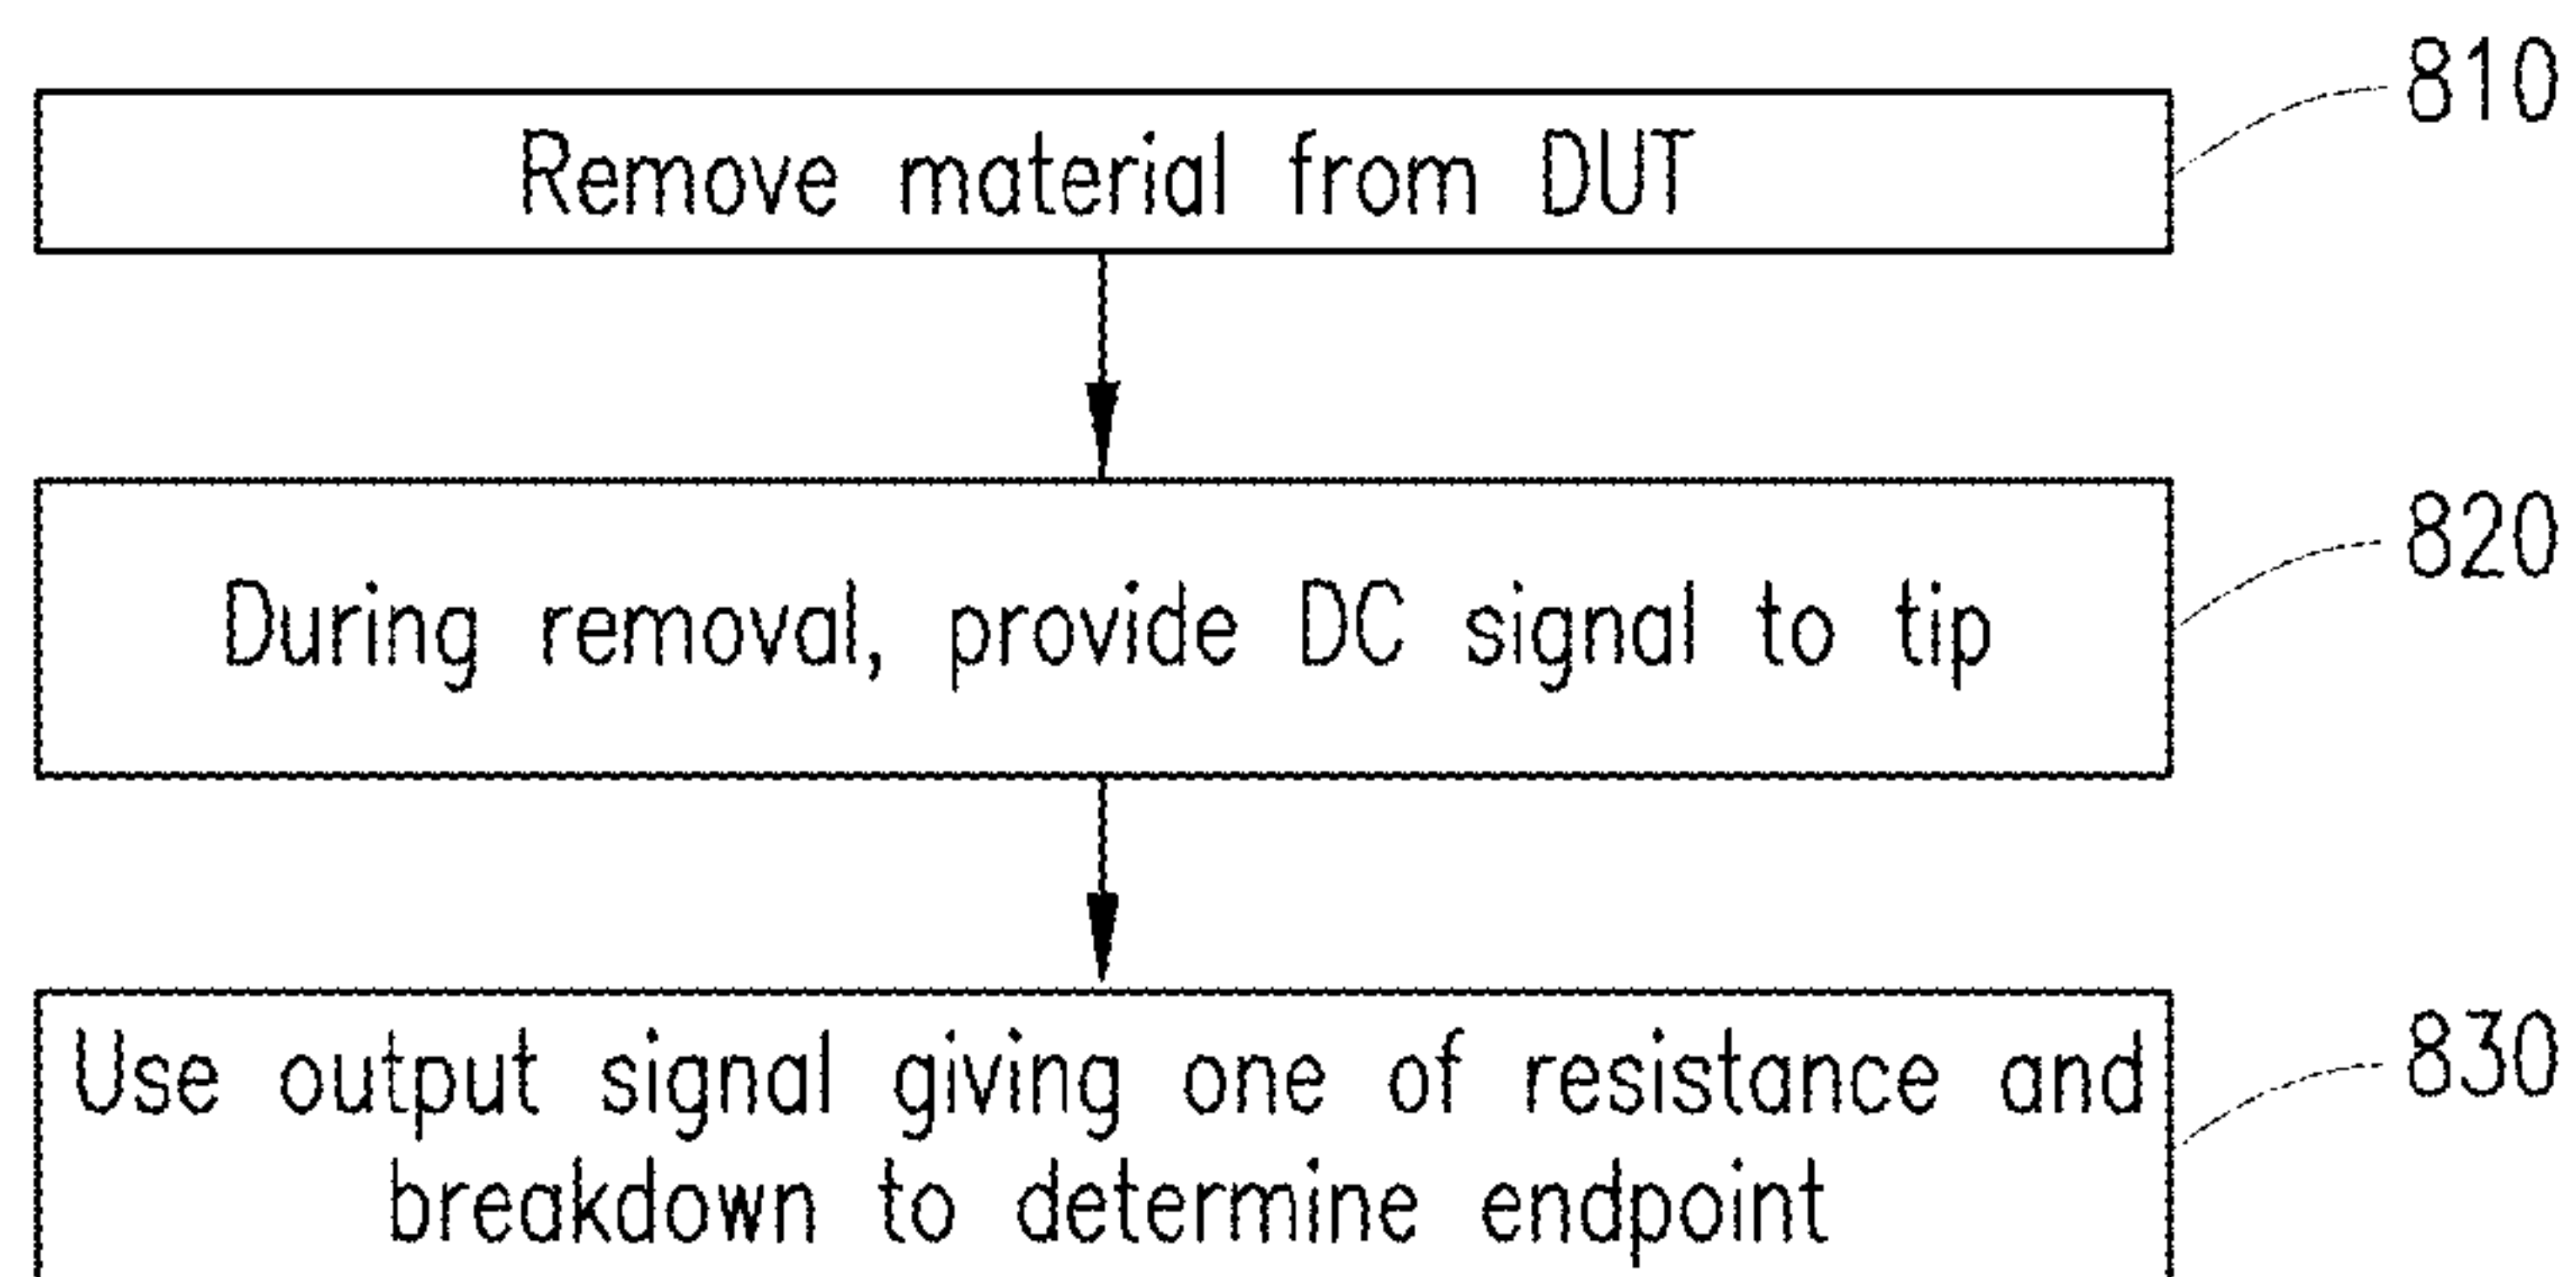 810
Remove material from DUT
820
During removal, provide DC signal to tip
830
Use output signal giving one of resistance and
breakdown to determine endpoint